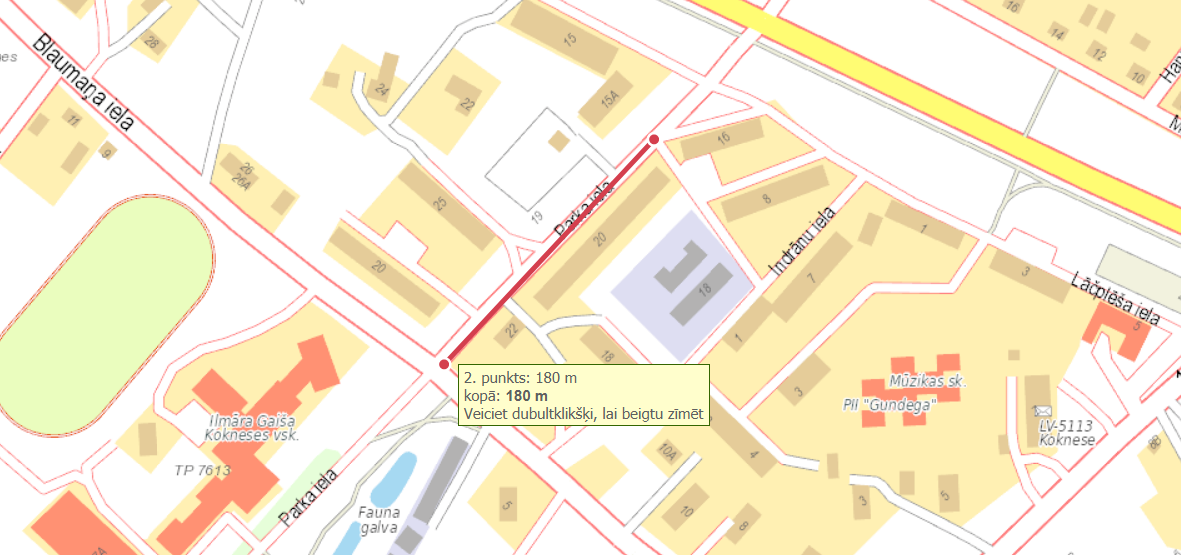 Blaumaņa iela
28
11
9
26
26A
24
22
15
15A
16
14
12
10
16
8
Parka iela
19
20
25
20
22
18
18
Indrānu iela
1
7
1
3
3
Lāčplēša iela
5
2. punkts: 180 m
kopā: 180 m
Veiciet dubultklikšķi, lai beigtu zīmēt
Mūzikas sk.
PII "Gundega"
LV-5113
Koknese
Ilmāra Gaiša
Kokneses vsk.
TP 7613
Parka iela
Fauna
galva
4
10A
10
8
5
3
5